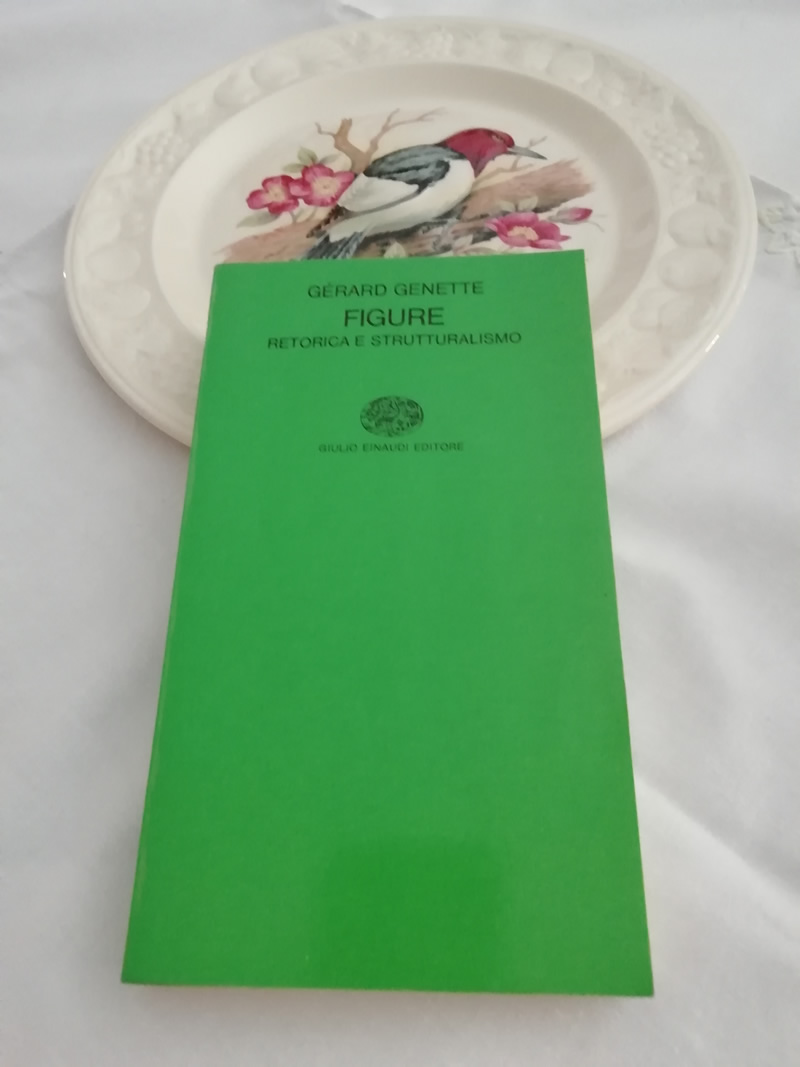 GÉRARD GENETTE
FIGURE
RETORICA E STRUTTURALISMO
GIULIO EINAUDI EDITORE